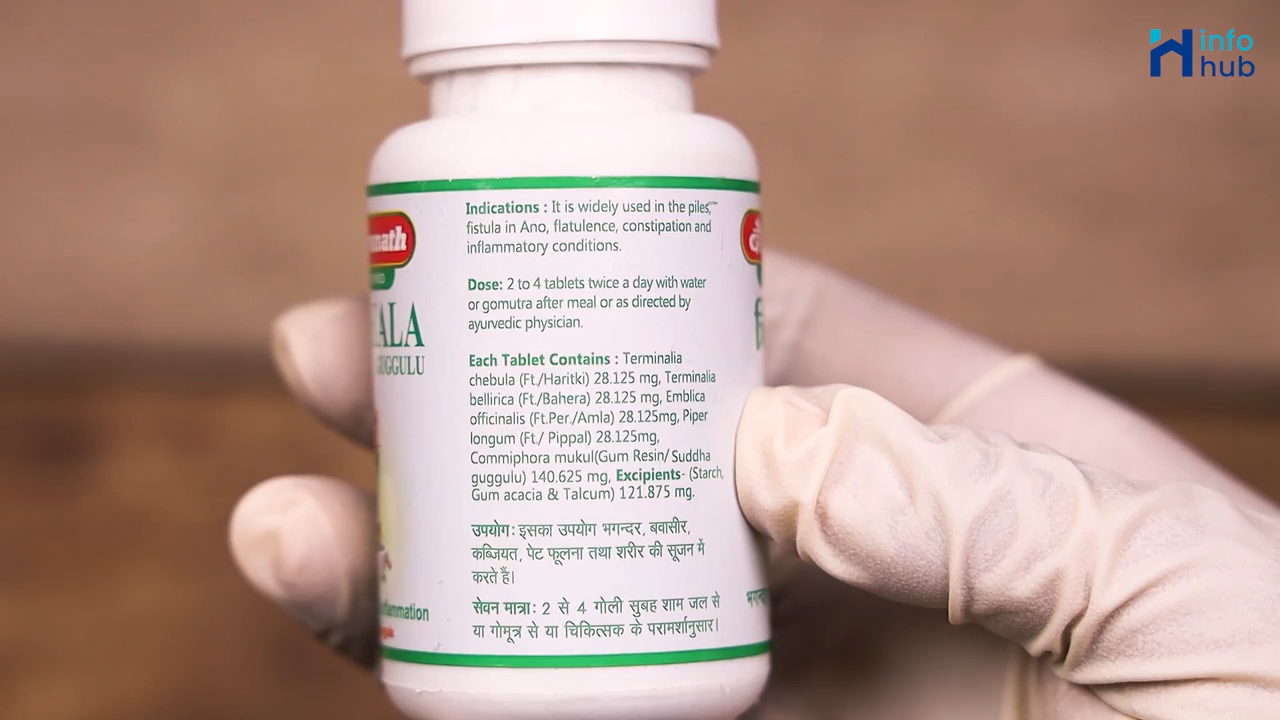 info
hub
Indications : It is widely used in the piles,
fistula in Ano, flatulence, constipation and
inflammatory conditions.
Dose: 2 to 4 tablets twice a day with water
or gomutra after meal or as directed by
ayurvedic physician.
Each Tablet Contains : Terminalia
chebula (Ft./Haritki) 28.125 mg, Terminalia
bellirica (Ft./Bahera) 28.125 mg, Emblica
officinalis (Ft.Per./Amla) 28.125mg, Piper
longum (Ft./ Pippal) 28.125mg,
Commiphora mukul(Gum Resin/ Suddha
guggulu) 140.625 mg, Excipients- (Starch,
Gum acacia & Talcum) 121.875 mg.
उपयोग: इसका उपयोग भगन्दर, बवासीर,
कब्जियत, पेट फूलना तथा शरीर की सूजन में
करते हैं।
सेवन मात्रा: 2 से 4 गोली सुबह शाम जल से
या गोमूत्र से या चिकित्सक के परामर्शानुसार।
nath
ALA
GUGGULU
lammation